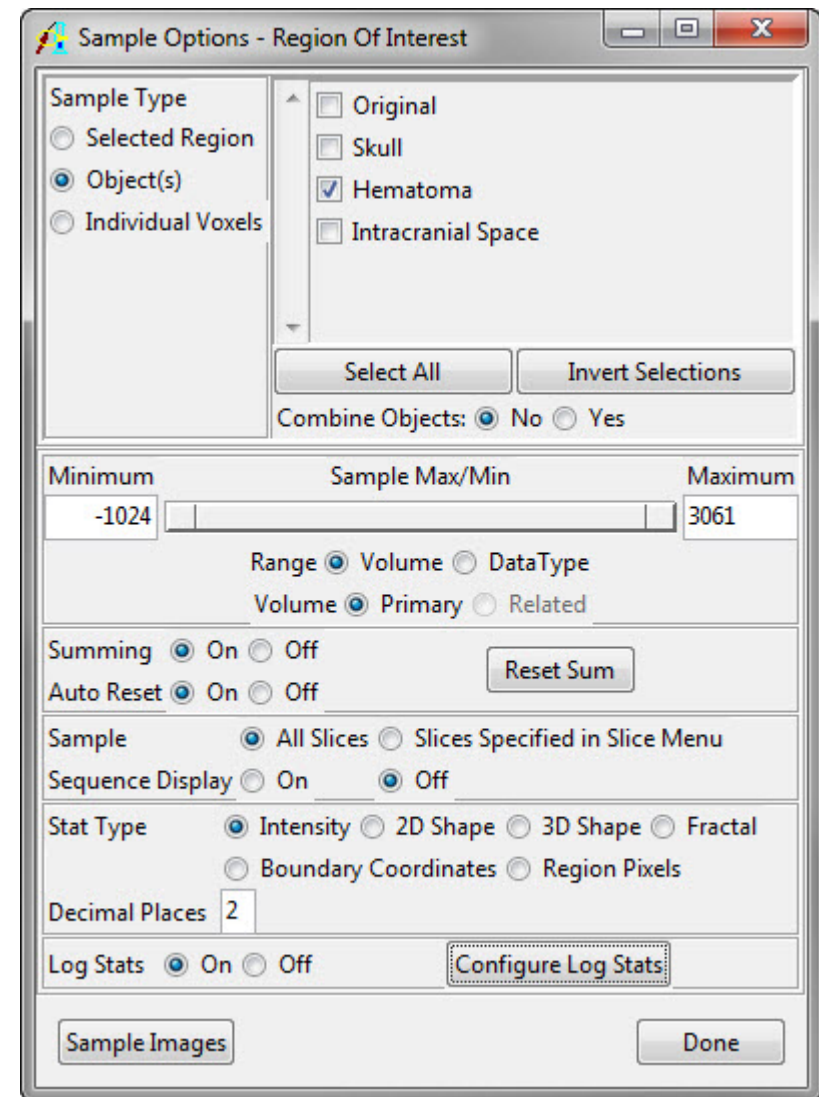 Sample Options - Region Of Interest
Sample Type
Selected Region
Object(s)
Individual Voxels
Original
Skull
Hematoma
Intracranial Space
Select All Invert Selections
Combine Objects: No Yes
Minimum Sample Max/Min Maximum
-1024 3061
Range Volume DataType
Volume Primary Related
Summing On Off
Reset Sum
Auto Reset On Off
Sample All Slices Slices Specified in Slice Menu
Sequence Display On Off
Stat Type Intensity 2D Shape 3D Shape Fractal
Boundary Coordinates Region Pixels
Decimal Places 2
Log Stats On Off Configure Log Stats
Sample Images Done